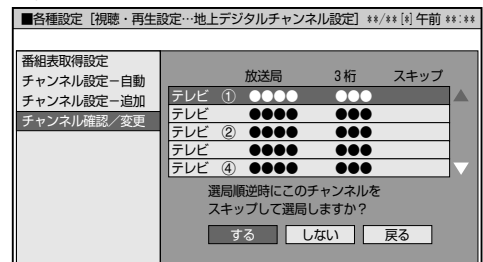 ■各種設定［視聴・再生設定…地上デジタルチャンネル設定］ **/**[*]午前 **:**
番組表取得設定
チャンネル設定－自動
チャンネル設定－追加
チャンネル確認／変更
放送局 3桁 スキップ
テレビ ① ●●●● ●●●
テレビ ●●●● ●●●
テレビ ② ●●●● ●●●
テレビ ●●●● ●●●
テレビ ④ ●●●● ●●●
選局順逆時にこのチャンネルを
スキップして選局しますか？
する しない 戻る